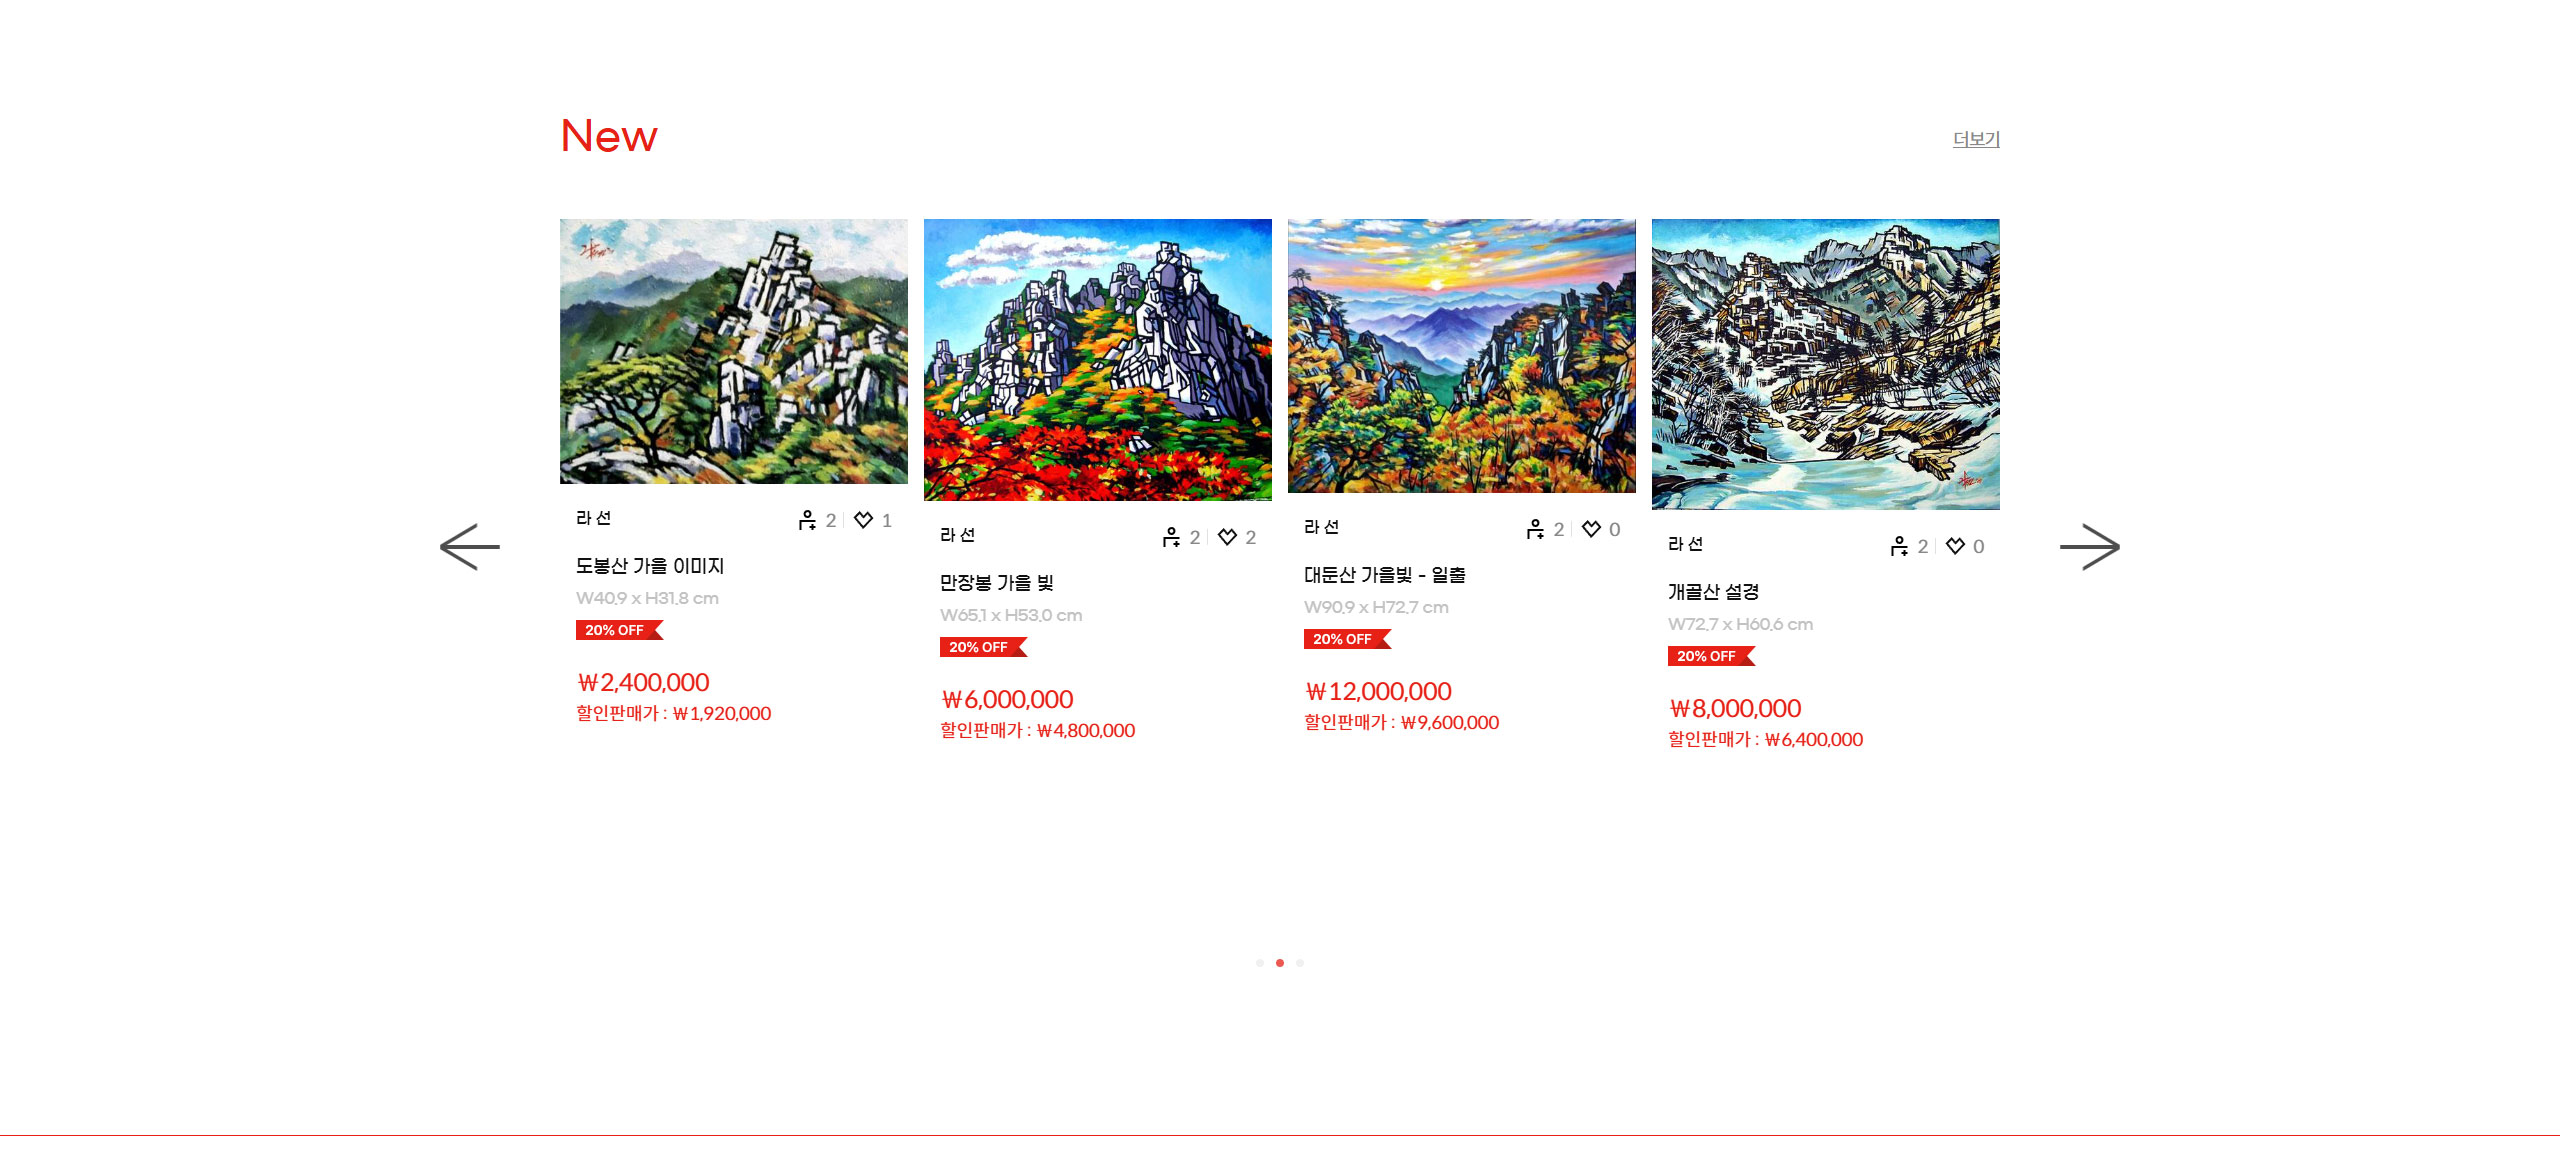 New
더보기
라 선
2
1
도봉산 가을 이미지
W40.9 x H31.8 cm
20% OFF
₩2,400,000
할인판매가 : ₩1,920,000
라 선
2
2
만장봉 가을 빛
W65.1 x H53.0 cm
20% OFF
₩6,000,000
할인판매가 : ₩4,800,000
라 선
2
0
대둔산 가을빛 - 일출
W90.9 x H72.7 cm
20% OFF
₩12,000,000
할인판매가 : ₩9,600,000
라 선
2
0
개골산 설경
W72.7 x H60.6 cm
20% OFF
₩8,000,000
할인판매가 : ₩6,400,000